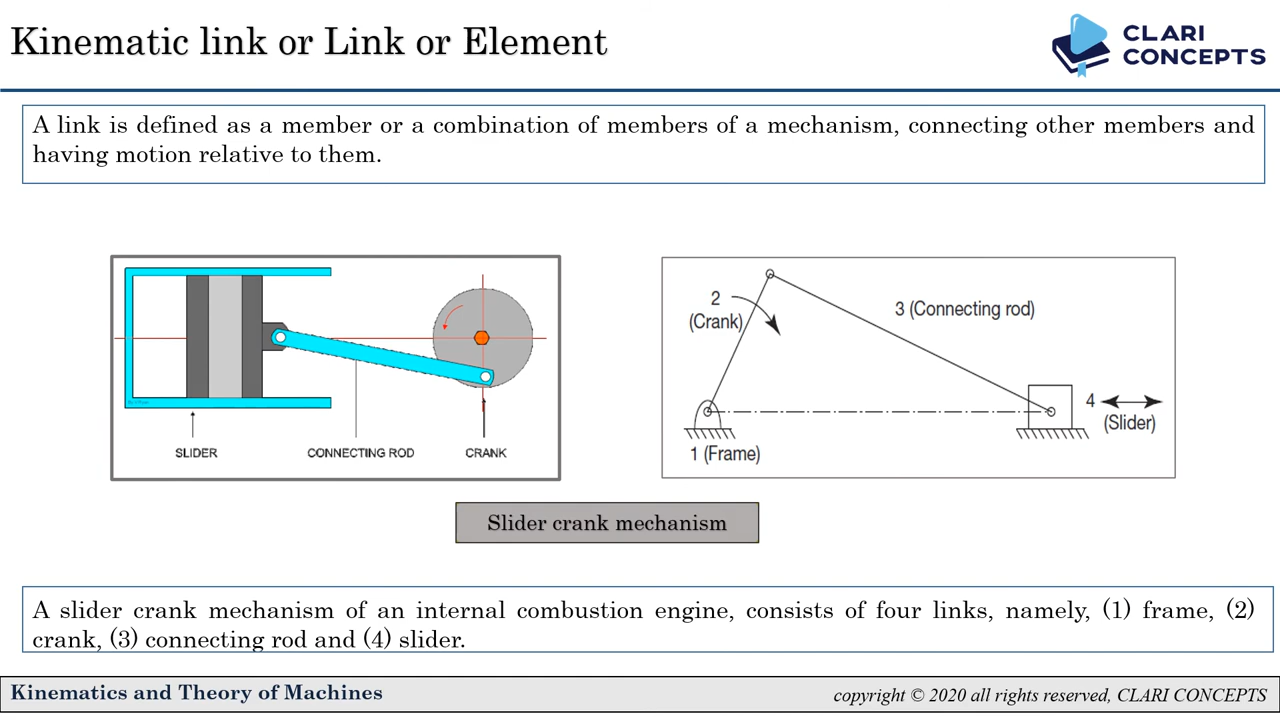 Kinematic link or Link or Element
CLARI
CONCEPTS
A link is defined as a member or a combination of members of a mechanism, connecting other members and
having motion relative to them.
SLIDER
CONNECTING ROD
CRANK
2
(Crank)
3 (Connecting rod)
4
(Slider)
1 (Frame)
Slider crank mechanism
A slider crank mechanism of an internal combustion engine, consists of four links, namely, (1) frame, (2)
crank, (3) connecting rod and (4) slider.
Kinematics and Theory of Machines
copyright © 2020 all rights reserved, CLARI CONCEPTS